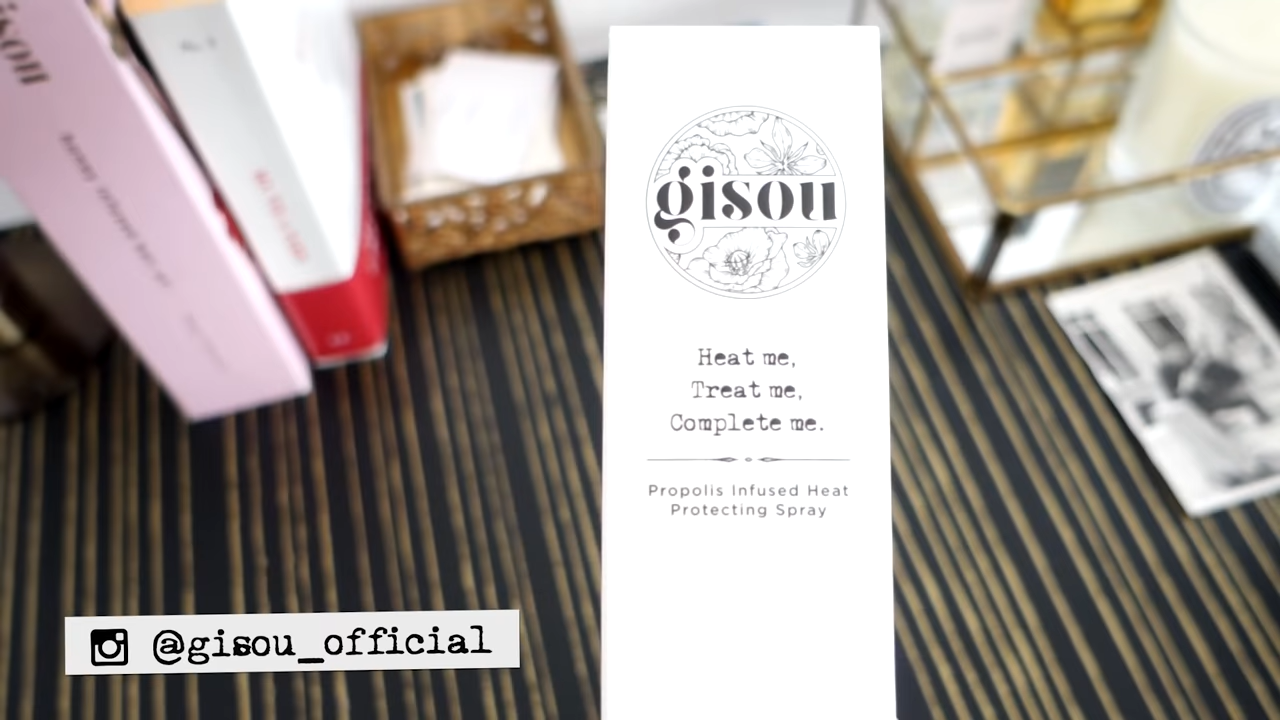 gisou
Heat me,
Treat me,
Complete me.
Propolis Infused Heat
Protecting Spray
@gisou_official